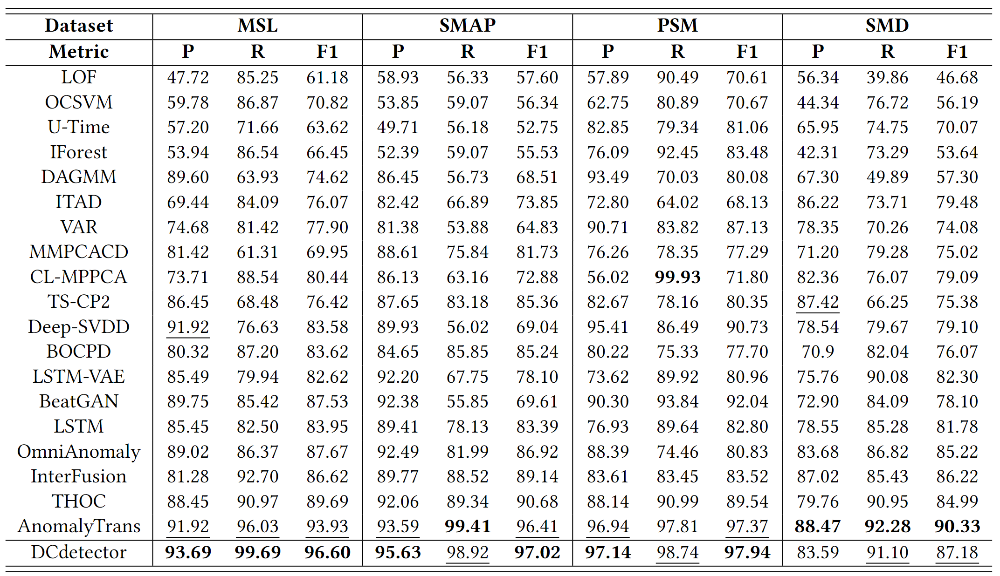 Dataset MSL SMAP PSM SMD
Metric P R F1 P R F1 P R F1 P R F1
LOF 47.72 85.25 61.18 58.93 56.33 57.60 57.89 90.49 70.61 56.34 39.86 46.68
OCSVM 59.78 86.87 70.82 53.85 59.07 56.34 62.75 80.89 70.67 44.34 76.72 56.19
U-Time 57.20 71.66 63.62 49.71 56.18 52.75 82.85 79.34 81.06 65.95 74.75 70.07
IForest 53.94 86.54 66.45 52.39 59.07 55.53 76.09 92.45 83.48 42.31 73.29 53.64
DAGMM 89.60 63.93 74.62 86.45 56.73 68.51 93.49 70.03 80.08 67.30 49.89 57.30
ITAD 69.44 84.09 76.07 82.42 66.89 73.85 72.80 64.02 68.13 86.22 73.71 79.48
VAR 74.68 81.42 77.90 81.38 53.88 64.83 90.71 83.82 87.13 78.35 70.26 74.08
MMPCACD 81.42 61.31 69.95 88.61 75.84 81.73 76.26 78.35 77.29 71.20 79.28 75.02
CL-MPPCA 73.71 88.54 80.44 86.13 63.16 72.88 56.02 99.93 71.80 82.36 76.07 79.09
TS-CP2 86.45 68.48 76.42 87.65 83.18 85.36 82.67 78.16 80.35 87.42 66.25 75.38
Deep-SVDD 91.92 76.63 83.58 89.93 56.02 69.04 95.41 86.49 90.73 78.54 79.67 79.10
BOCPD 80.32 87.20 83.62 84.65 85.85 85.24 80.22 75.33 77.70 70.9 82.04 76.07
LSTM-VAE 85.49 79.94 82.62 92.20 67.75 78.10 73.62 89.92 80.96 75.76 90.08 82.30
BeatGAN 89.75 85.42 87.53 92.38 55.85 69.61 90.30 93.84 92.04 72.90 84.09 78.10
LSTM 85.45 82.50 83.95 89.41 78.13 83.39 76.93 89.64 82.80 78.55 85.28 81.78
OmniAnomaly 89.02 86.37 87.67 92.49 81.99 86.92 88.39 74.46 80.83 83.68 86.82 85.22
InterFusion 81.28 92.70 86.62 89.77 88.52 89.14 83.61 83.45 83.52 87.02 85.43 86.22
THOC 88.45 90.97 89.69 92.06 89.34 90.68 88.14 90.99 89.54 79.76 90.95 84.99
AnomalyTrans 91.92 96.03 93.93 93.59 99.41 96.41 96.94 97.81 97.37 88.47 92.28 90.33
DCdetector 93.69 99.69 96.60 95.63 98.92 97.02 97.14 98.74 97.94 83.59 91.10 87.18